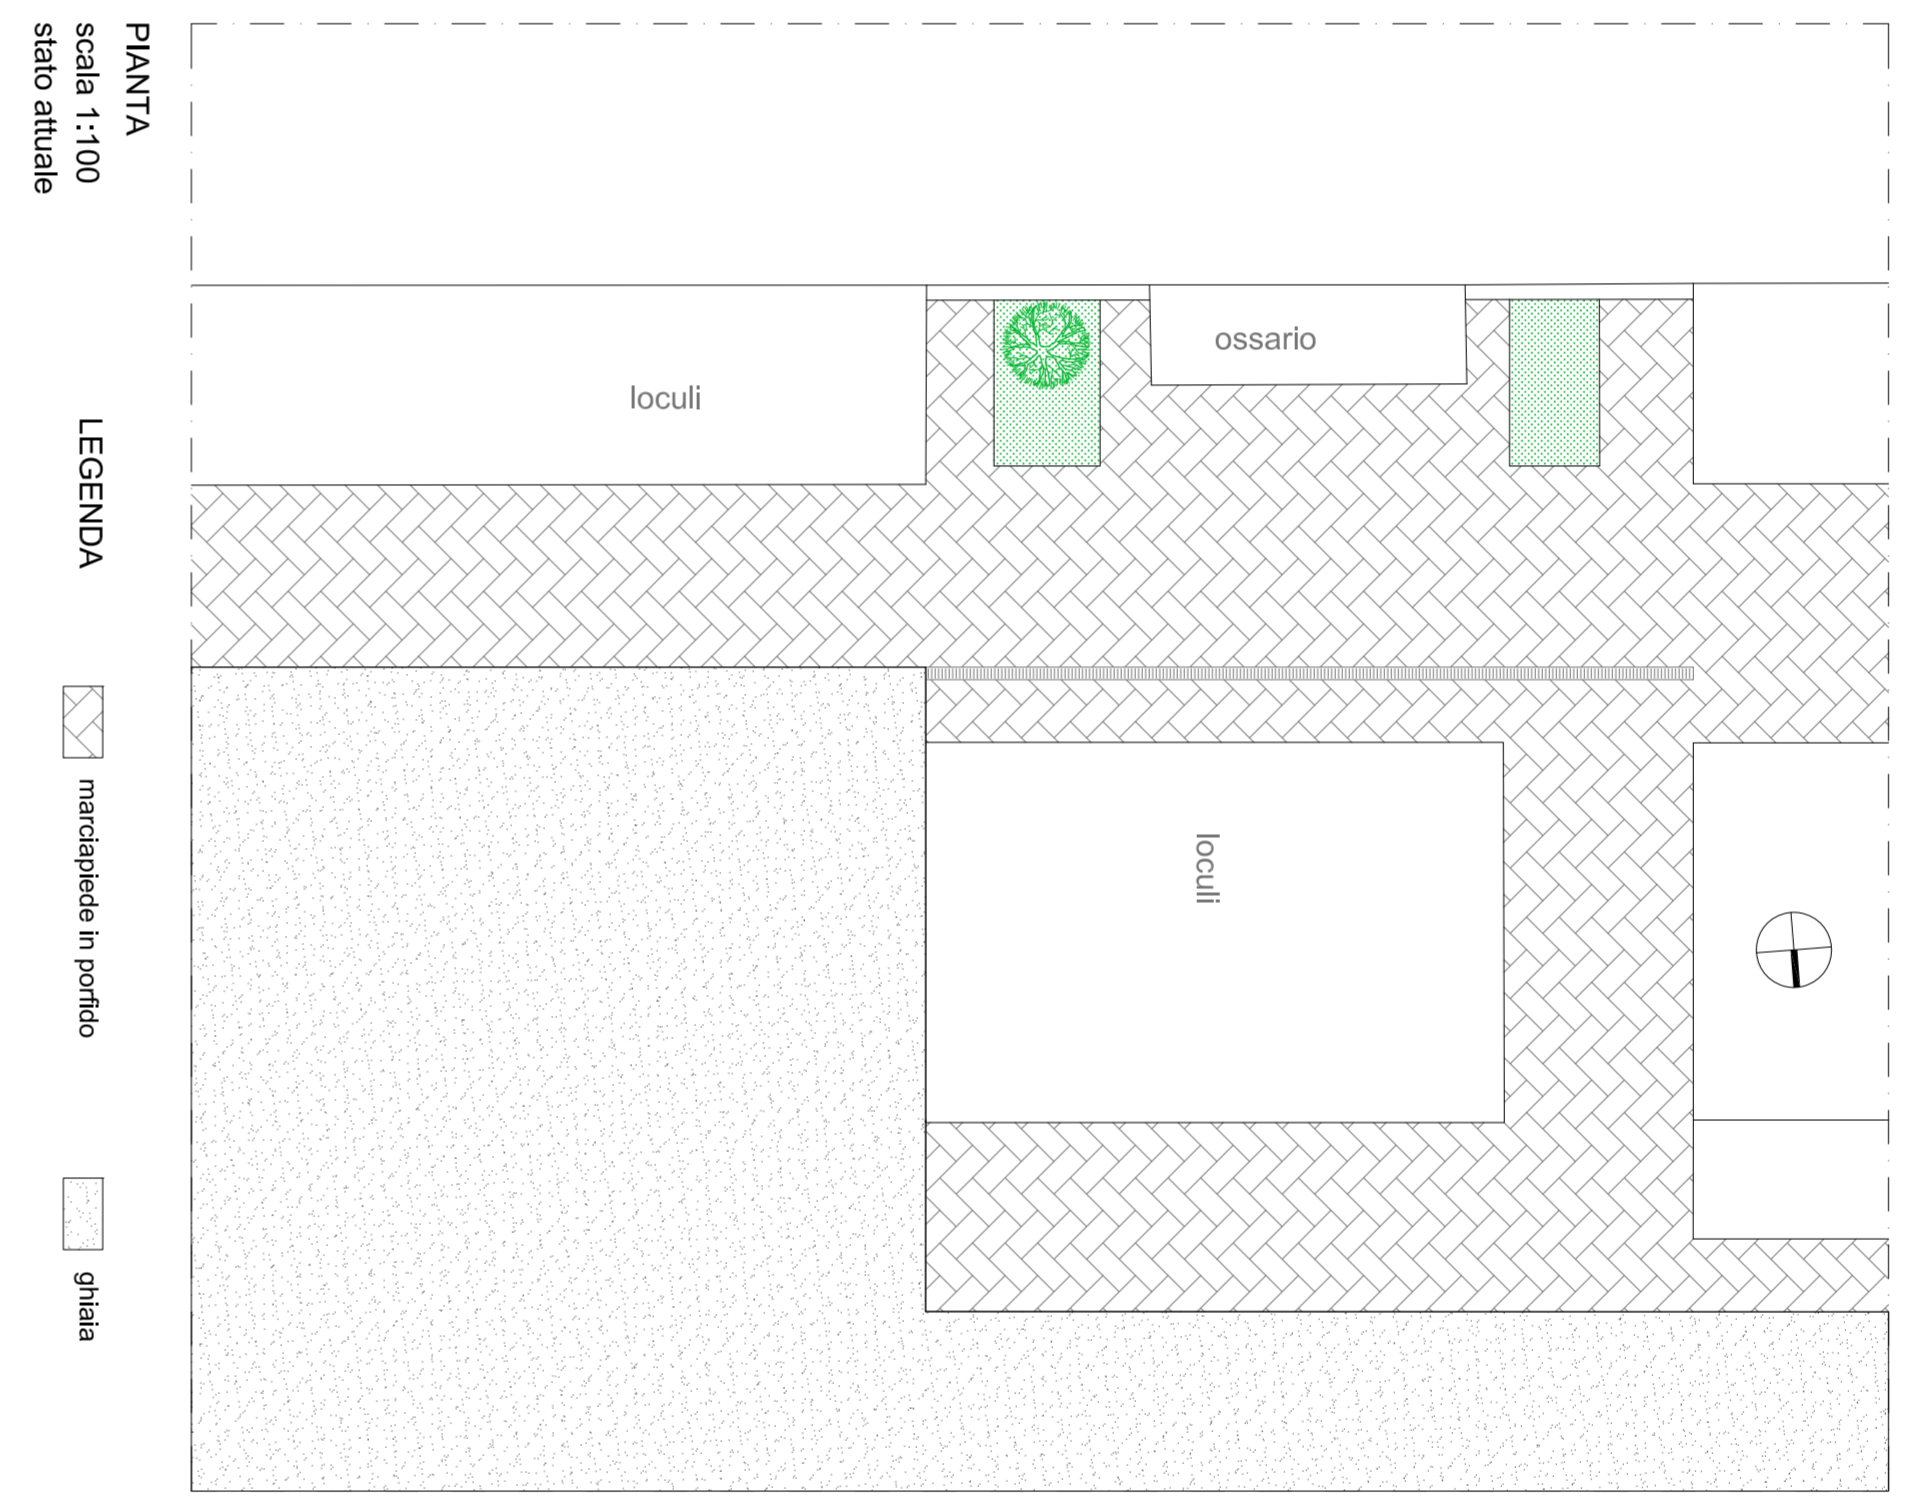 PIANTA
scala 1:100
stato attuale
LEGENDA
marciapiede in porfido
ghiaia
ossario
loculi
loculi